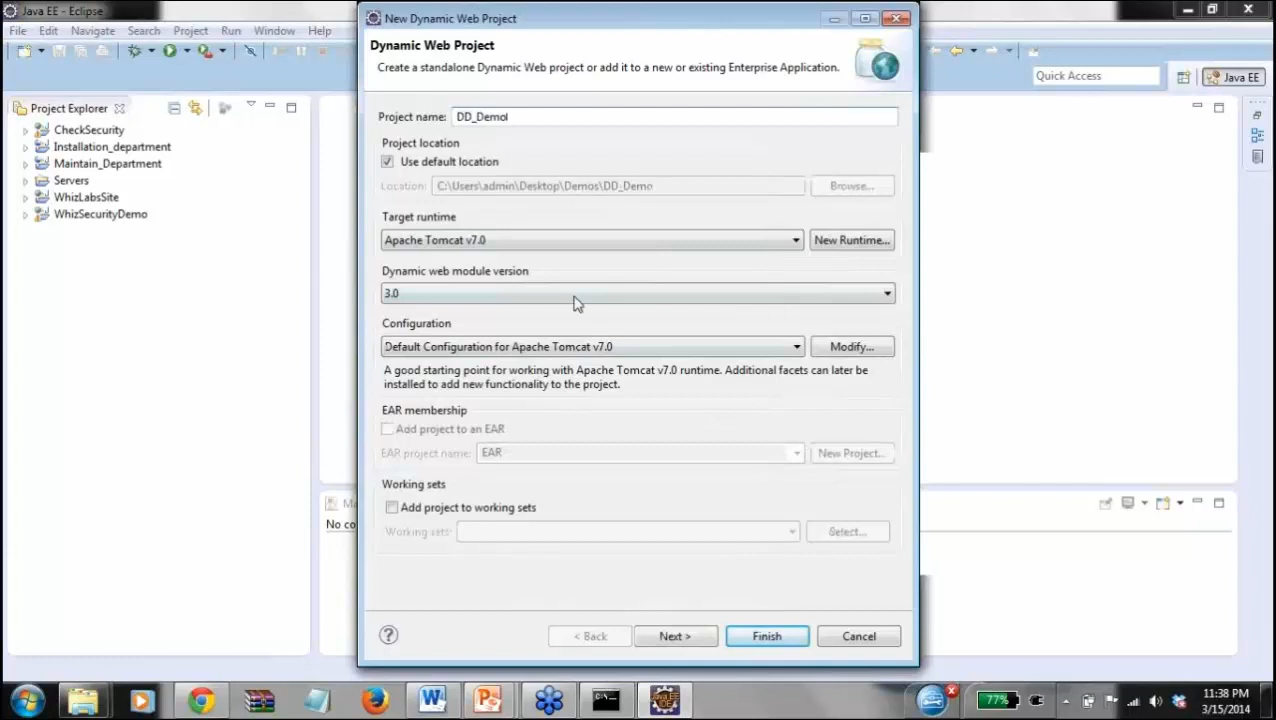 Java EE - Eclipse
File Edit Navigate Search Project Run Window Help
Quick Access
Java EE
Project Explorer
CheckSecurity
Installation_department
Maintain_Department
Servers
WhizLabsSite
WhizSecurityDemo
New Dynamic Web Project
Dynamic Web Project
Create a standalone Dynamic Web project or add it to a new or existing Enterprise Application.
Project name: DD_Demo
Project location
Use default location
Location: C:\Users\admin\Desktop\Demos\DD_Demo Browse...
Target runtime
Apache Tomcat v7.0 New Runtime...
Dynamic web module version
3.0
Configuration
Default Configuration for Apache Tomcat v7.0 Modify...
A good starting point for working with Apache Tomcat v7.0 runtime. Additional facets can later be
installed to add new functionality to the project.
EAR membership
Add project to an EAR
EAR project name: EAR New Project...
Working sets
Add project to working sets
Working sets: Select...
< Back Next > Finish Cancel
Ma
No co
77%
11:38 PM
3/15/2014